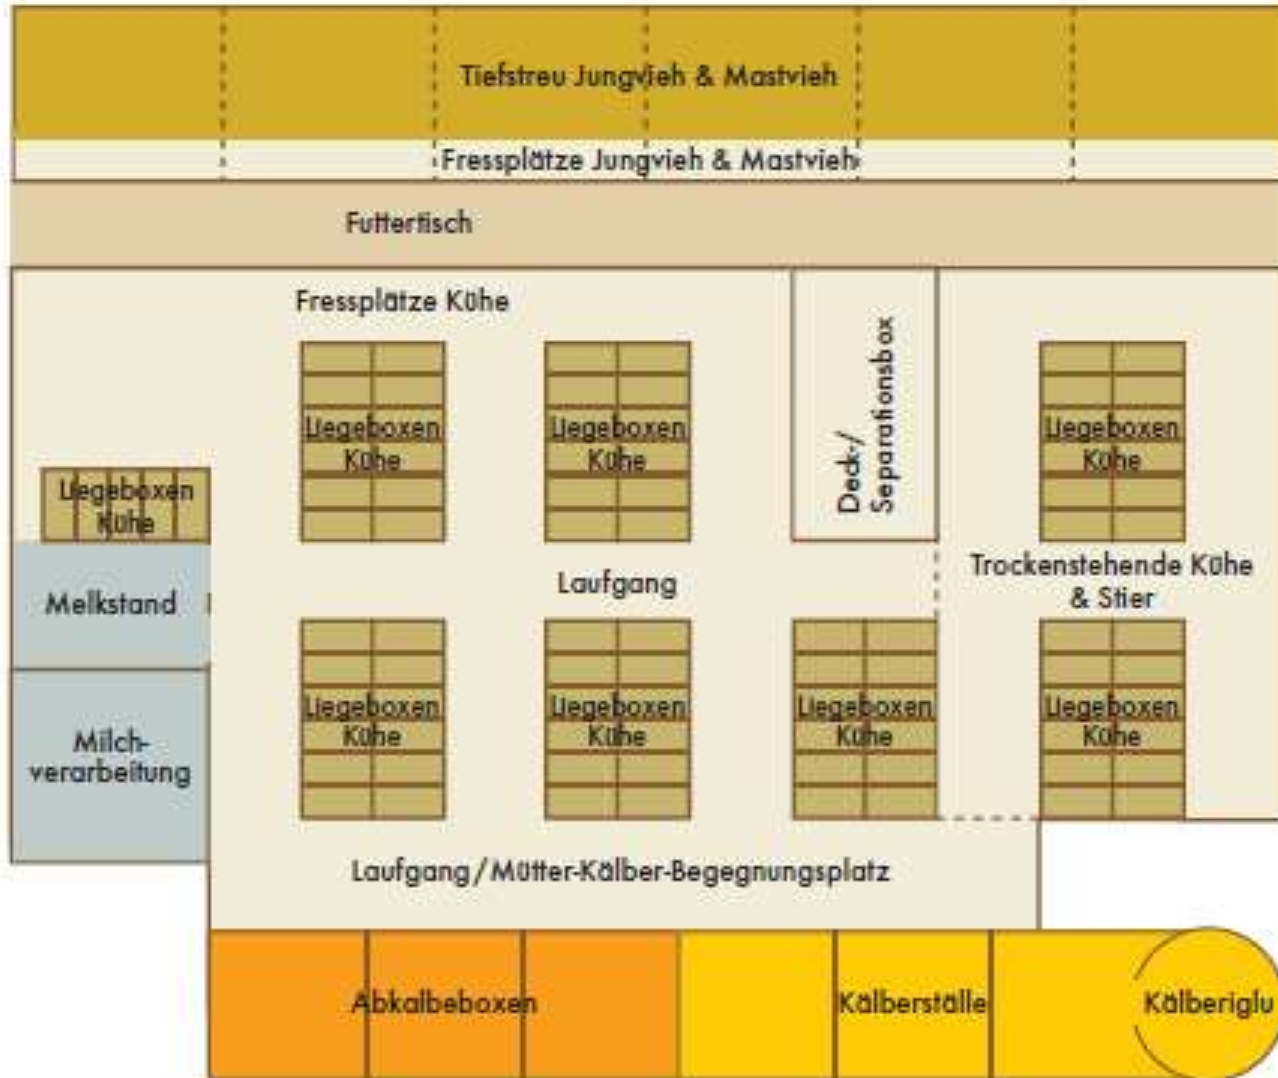 Tiefstreu Jungvieh & Mastvieh
Fressplätze Jungvieh & Mastvieh
Futtertisch
Fressplätze Kühe
Deck-/
Separationsbox
Liegeboxen
Kühe
Liegeboxen
Kühe
Liegeboxen
Kühe
Liegeboxen
Kühe
Melkstand
Laufgang
Trockenstehende Kühe
& Stier
Milch-
verarbeitung
Liegeboxen
Kühe
Liegeboxen
Kühe
Liegeboxen
Kühe
Liegeboxen
Kühe
Laufgang/Mütter-Kälber-Begegnungsplatz
Abkalbeboxen
Kälberställe
Kälberiglu